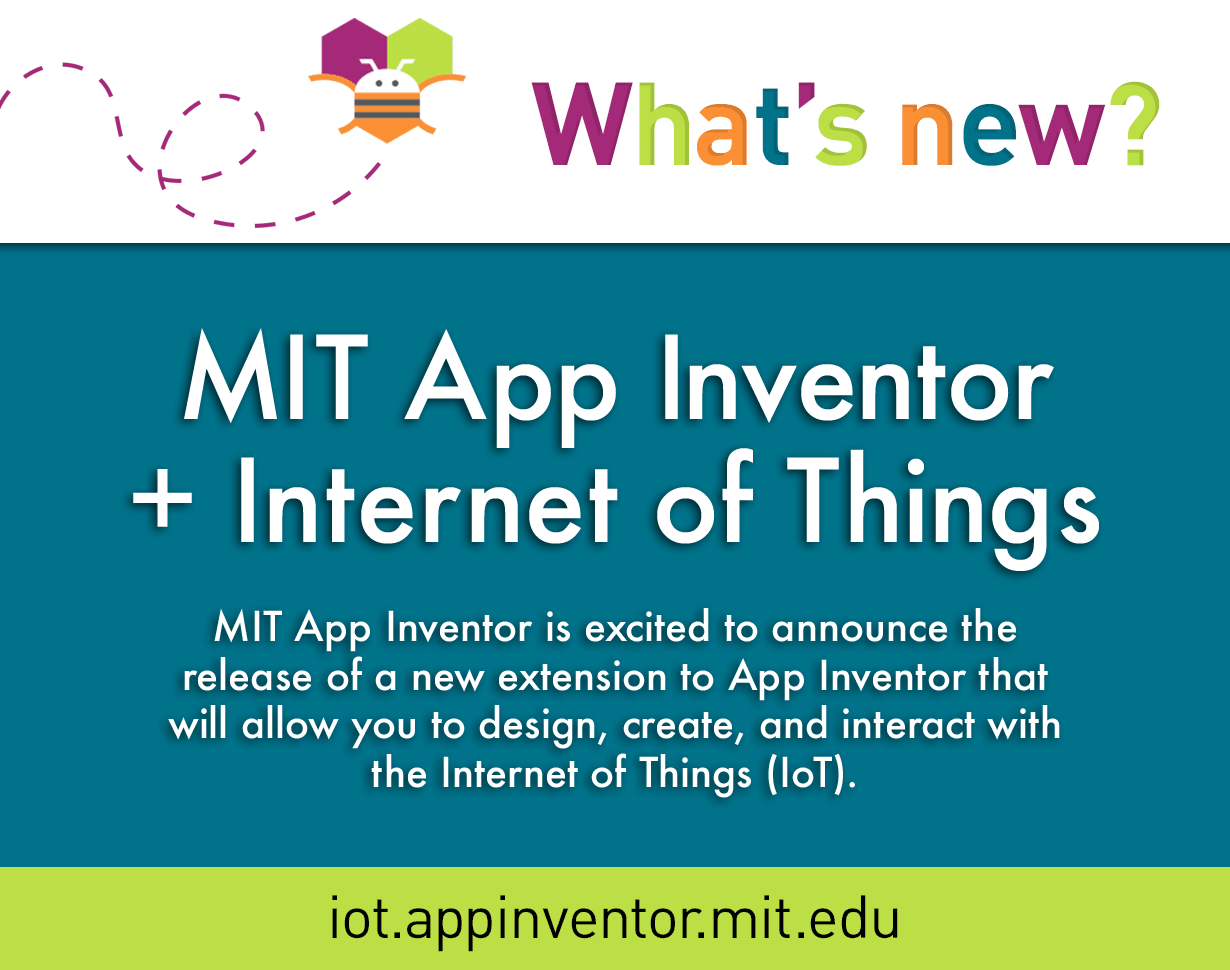 What's new?
MIT App Inventor
+ Internet of Things
MIT App Inventor is excited to announce the
release of a new extension to App Inventor that
will allow you to design, create, and interact with
the Internet of Things (IoT).
iot.appinventor.mit.edu